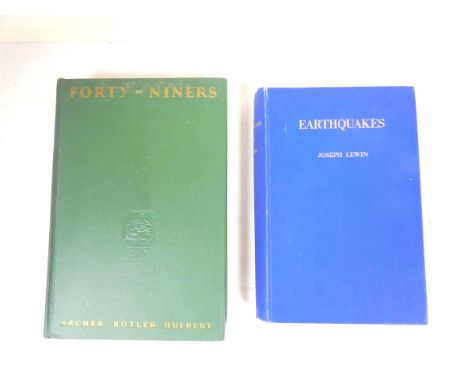 FORTY-NINERS
ARCHER BUTLER HULBERT
EARTHQUAKES
JOSEPH LEWIN